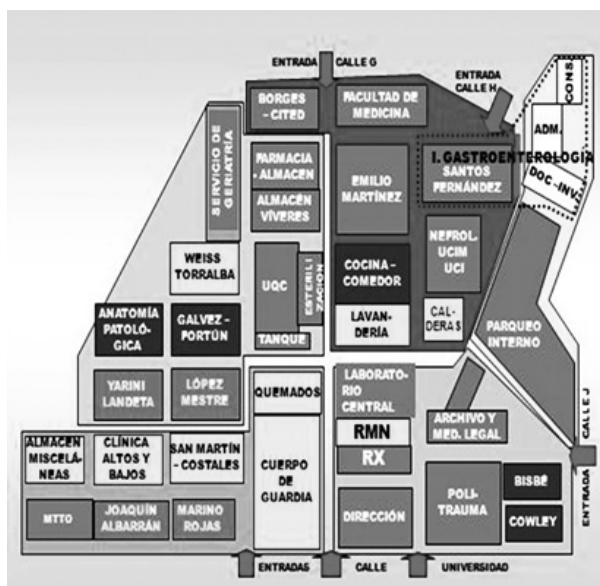 ENTRADA CALLE G
ENTRADA
CALLE H
CONS
BORGES
- CITED
FACULTAD DE
MEDICINA
ADM.
SERVICIO DE
GERIATRÍA
FARMACIA
- ALMACEN
I. GASTROENTEROLOGIA
SANTOS
FERNÁNDEZ
EMILIO
MARTÍNEZ
DOC -INV.
ALMACÉN
VÍVERES
WEISS
TORRALBA
NEFROL.
UCIM
UCI
UQC
ESTERILI
ZACIÓN
COCINA -
COMEDOR
ANATOMÍA
PATOLÓ-
GICA
GALVEZ -
PORTÚN
LAVAN-
DERÍA
CAL-
DERAS
PARQUEO
INTERNO
TANQUE
YARINI
LANDETA
LÓPEZ
MESTRE
QUEMADOS
LABORATO-
RIO
CENTRAL
ARCHIVO Y
MED. LEGAL
RMN
RX
ENTRADA CALLE J
ALMACEN
MISCELÁ-
NEAS
CLÍNICA
ALTOS Y
BAJOS
SAN MARTÍN
- COSTALES
CUERPO
DE
GUARDIA
POLI-
TRAUMA
BISBÉ
COWLEY
MTTO
JOAQUÍN
ALBARRÁN
MARINO
ROJAS
DIRECCIÓN
ENTRADAS CALLE UNIVERSIDAD